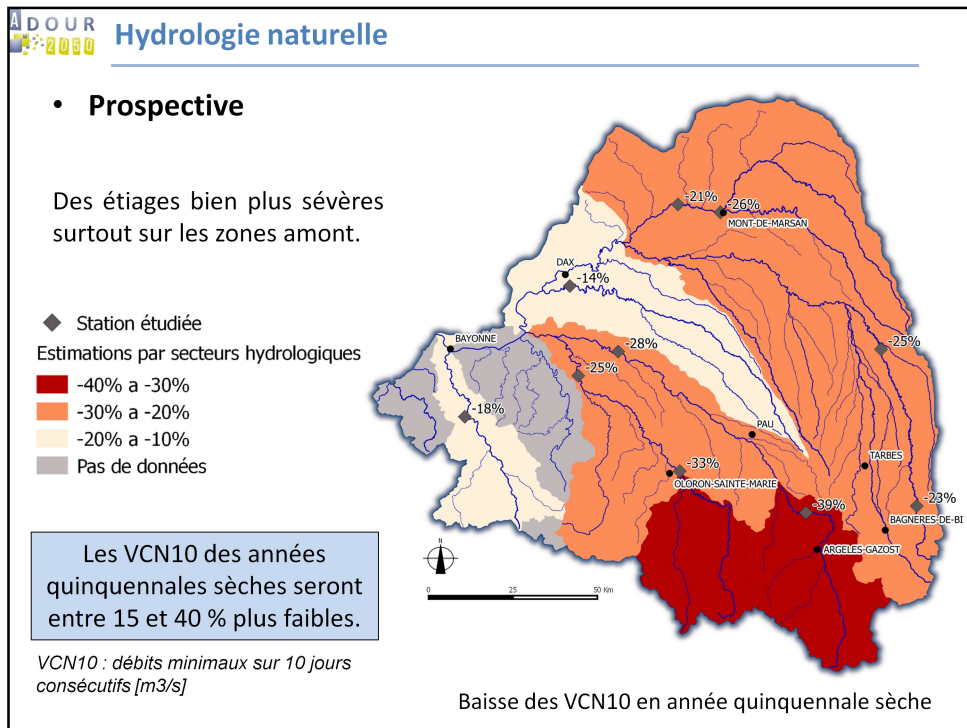 ADOUR
2050
Hydrologie naturelle
• Prospective
Des étiages bien plus sévères
surtout sur les zones amont.
Station étudiée
Estimations par secteurs hydrologiques
-40% a -30%
-30% a -20%
-20% a -10%
Pas de données
Les VCN10 des années
quinquennales sèches seront
entre 15 et 40 % plus faibles.
VCN10 : débits minimaux sur 10 jours
consécutifs [m3/s]
-21%
-26%
MONT-DE-MARSAN
DAX
-14%
BAYONNE
-28%
-25%
-25%
-18%
PAU
-33%
OLORON-SAINTE-MARIE
TARBES
-39%
-23%
BAGNERES-DE-BI
ARGELES-GAZOST
N
0 25 50 Km
Baisse des VCN10 en année quinquennale sèche